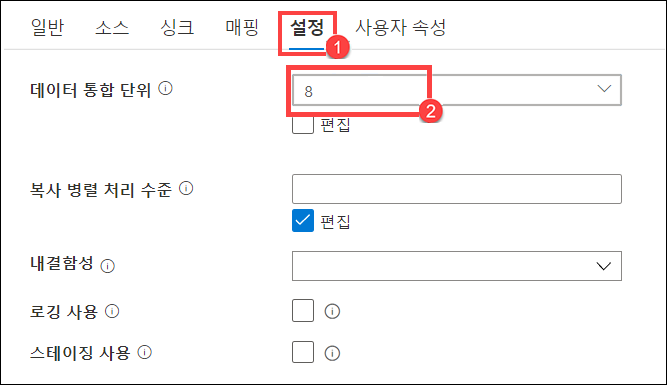 일반 소스 싱크 매핑 설정 사용자 속성
1
데이터 통합 단위 8
2
편집
복사 병렬 처리 수준
편집
내결함성
로깅 사용
스테이징 사용